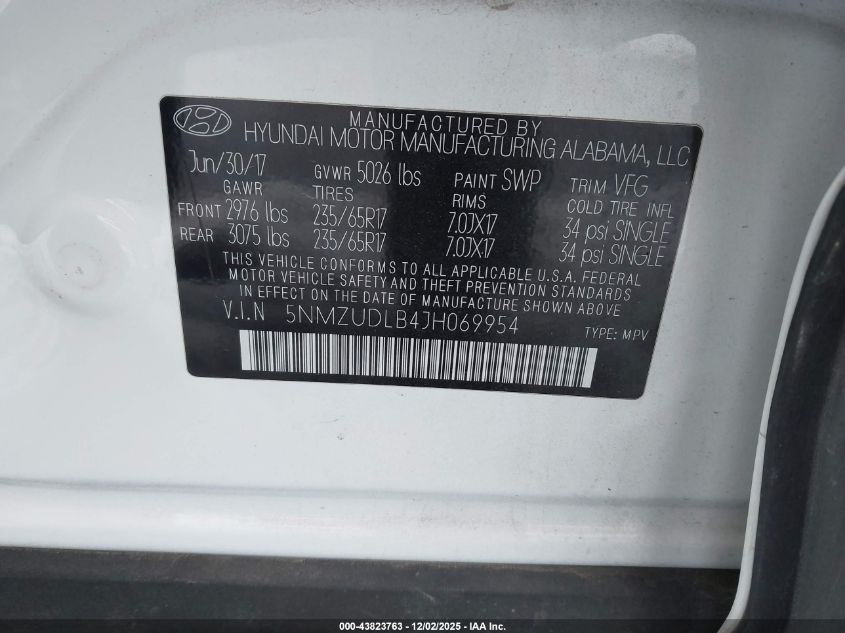 MANUFACTURED BY
HYUNDAI MOTOR MANUFACTURING ALABAMA, LLC
Jun/30/17 GVWR 5026 lbs PAINT SWP TRIM VFG
GAWR TIRES RIMS COLD TIRE INFL
FRONT 2976 lbs 235/65R17 7.0JX17 34 psi SINGLE
REAR 3075 lbs 235/65R17 7.0JX17 34 psi SINGLE
THIS VEHICLE CONFORMS TO ALL APPLICABLE U.S.A. FEDERAL
MOTOR VEHICLE SAFETY AND THEFT PREVENTION STANDARDS
IN EFFECT ON THE DATE OF MANUFACTURE SHOWN ABOVE
V.I.N 5NMZUDLB4JH069954 TYPE: MPV
000-43823763 - 12/02/2025 - IAA Inc.